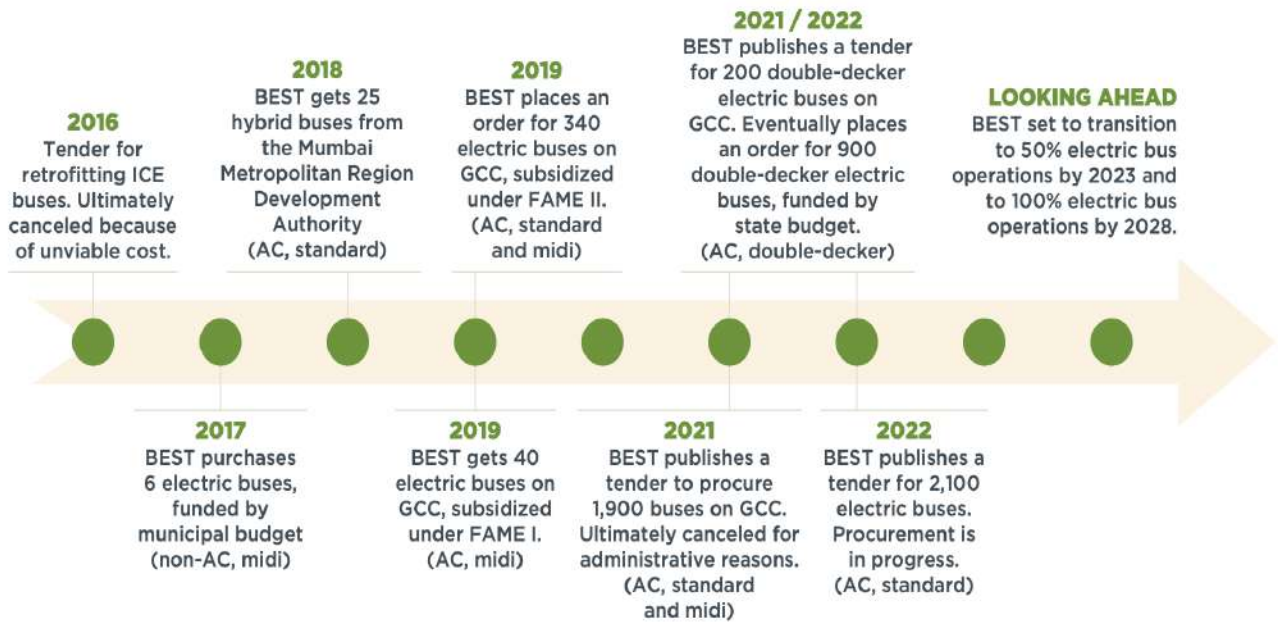 2016
Tender for
retrofitting ICE
buses. Ultimately
canceled because
of unviable cost.
2017
BEST purchases
6 electric buses,
funded by
municipal budget
(non-AC, midi)
2018
BEST gets 25
hybrid buses from
the Mumbai
Metropolitan Region
Development
Authority
(AC, standard)
2019
BEST gets 40
electric buses on
GCC, subsidized
under FAME I.
(AC, midi)
2019
BEST places an
order for 340
electric buses on
GCC, subsidized
under FAME II.
(AC, standard
and midi)
2021
BEST publishes a
tender to procure
1,900 buses on GCC.
Ultimately canceled for
administrative reasons.
(AC, standard
and midi)
2021 / 2022
BEST publishes a tender
for 200 double-decker
electric buses on
GCC. Eventually places
an order for 900
double-decker electric
buses, funded by
state budget.
(AC, double-decker)
2022
BEST publishes a
tender for 2,100
electric buses.
Procurement is
in progress.
(AC, standard)
LOOKING AHEAD
BEST set to transition
to 50% electric bus
operations by 2023 and
to 100% electric bus
operations by 2028.